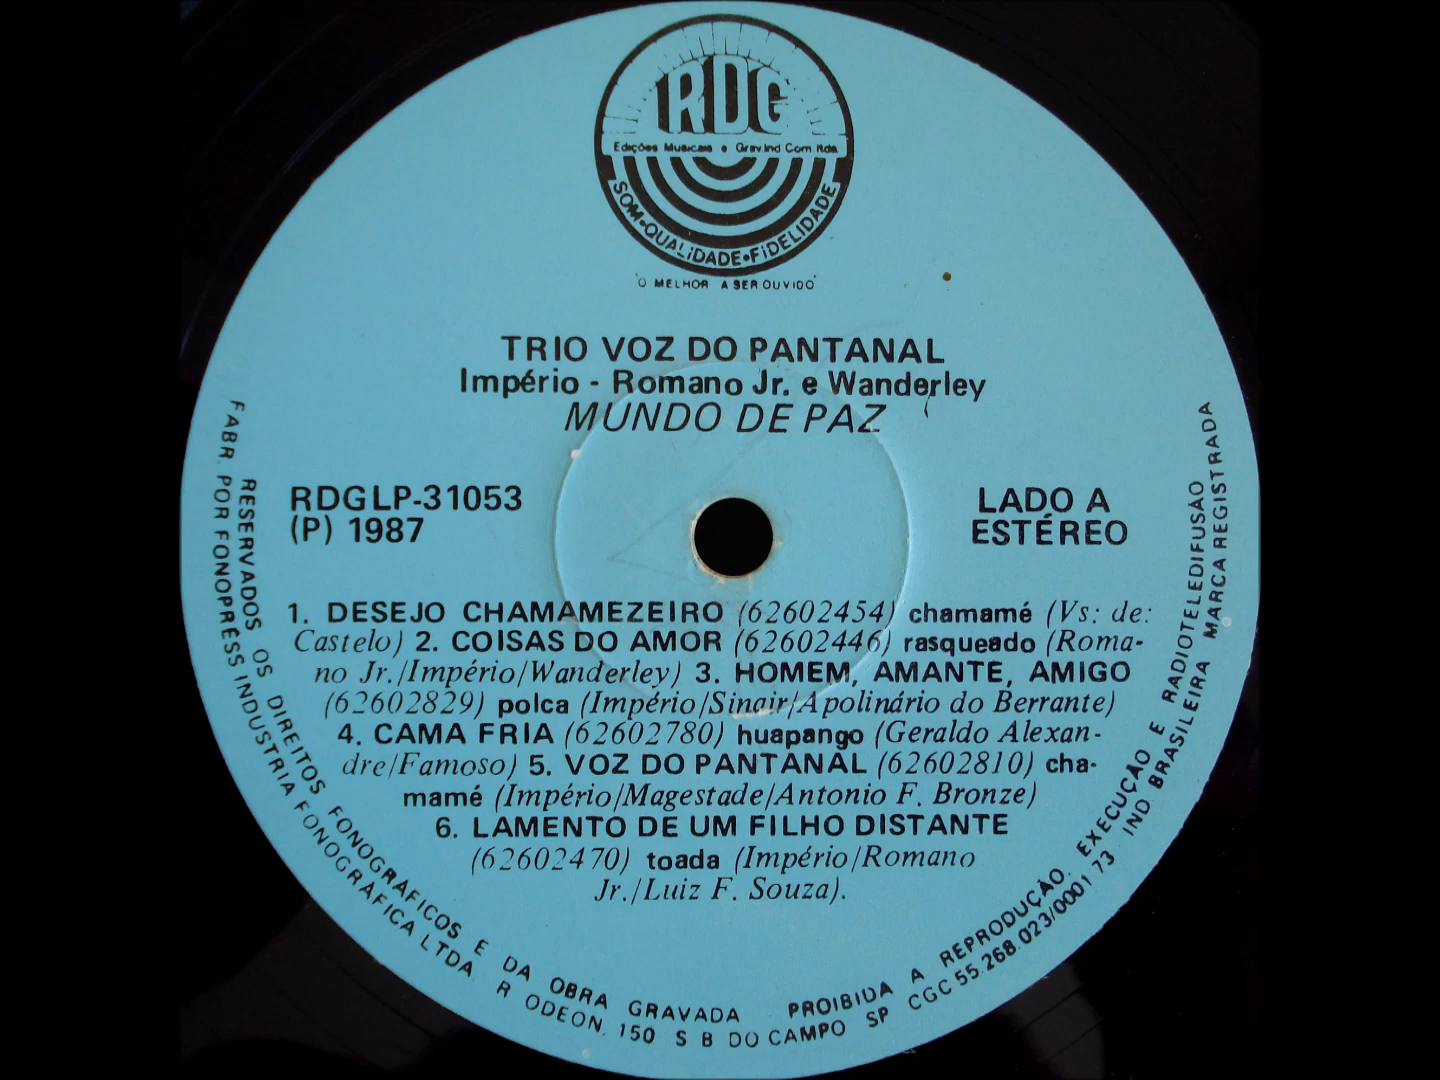 RDG
Edições Musicais • Grav. Ind Com. ltda.
SOM•QUALIDADE•FIDELIDADE
"O MELHOR A SER OUVIDO"
TRIO VOZ DO PANTANAL
Império - Romano Jr. e Wanderley
MUNDO DE PAZ
RDGLP-31053
(P) 1987
LADO A
ESTÉREO
1. DESEJO CHAMAMEZEIRO (62602454) chamamé (Vs: de:
Castelo) 2. COISAS DO AMOR (62602446) rasqueado (Roma-
no Jr./Império/Wanderley) 3. HOMEM, AMANTE, AMIGO
(62602829) polca (Império/Sinair/Apolinário do Berrante)
4. CAMA FRIA (62602780) huapango (Geraldo Alexan-
dre/Famoso) 5. VOZ DO PANTANAL (62602810) cha-
mamé (Império/Magestade/Antonio F. Bronze)
6. LAMENTO DE UM FILHO DISTANTE
(62602470) toada (Império/Romano
Jr./Luiz F. Souza).
RESERVADOS OS DIREITOS FONOGRÁFICOS E DA OBRA GRAVADA PROIBIDA A REPRODUÇÃO. EXECUÇÃO E RADIOTELEDIFUSÃO
FABR. POR FONOPRESS INDUSTRIA FONOGRÁFICA LTDA. R ODEON, 150 S B DO CAMPO SP CGC 55.268.023/0001 73 IND. BRASILEIRA MARCA REGISTRADA